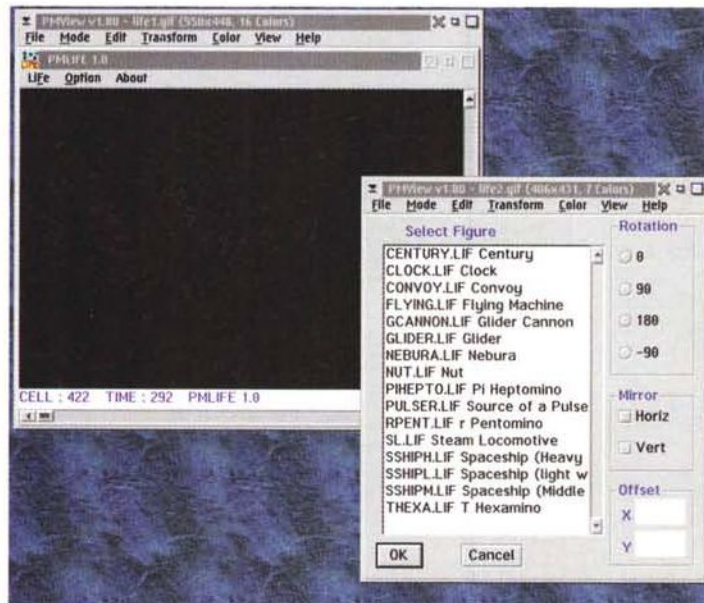 PMView v1.00 - life1.gif (550x448, 16 Colors)
File Mode Edit Transform Color View Help
PMLIFE 1.0
LiFe Option About
CELL : 422 TIME : 292 PMLIFE 1.0
PMView v1.00 - life2.gif (406x431, 7 Colors)
File Mode Edit Transform Color View Help
Select Figure
CENTURY.LIF Century
CLOCK.LIF Clock
CONVOY.LIF Convoy
FLYING.LIF Flying Machine
GCANNON.LIF Glider Cannon
GLIDER.LIF Glider
NEBURA.LIF Nebura
NUT.LIF Nut
PIHEPTO.LIF Pi Heptomino
PULSER.LIF Source of a Pulse
RPENT.LIF r Pentomino
SL.LIF Steam Locomotive
SSHIPH.LIF Spaceship (Heavy
SSHIPL.LIF Spaceship (light w
SSHIPM.LIF Spaceship (Middle
THEXA.LIF T Hexamino
OK Cancel
Rotation
0
90
180
-90
Mirror
Horiz
Vert
Offset
X
Y